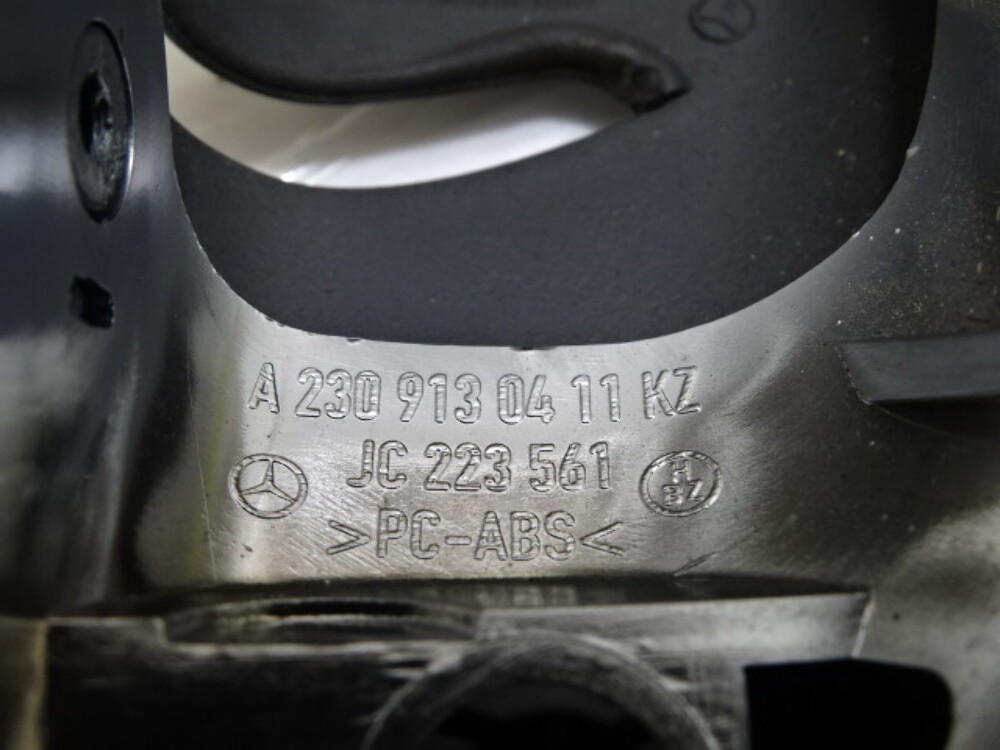 A 230 913 04 11 KZ
JC 223 561
>PC-ABS<